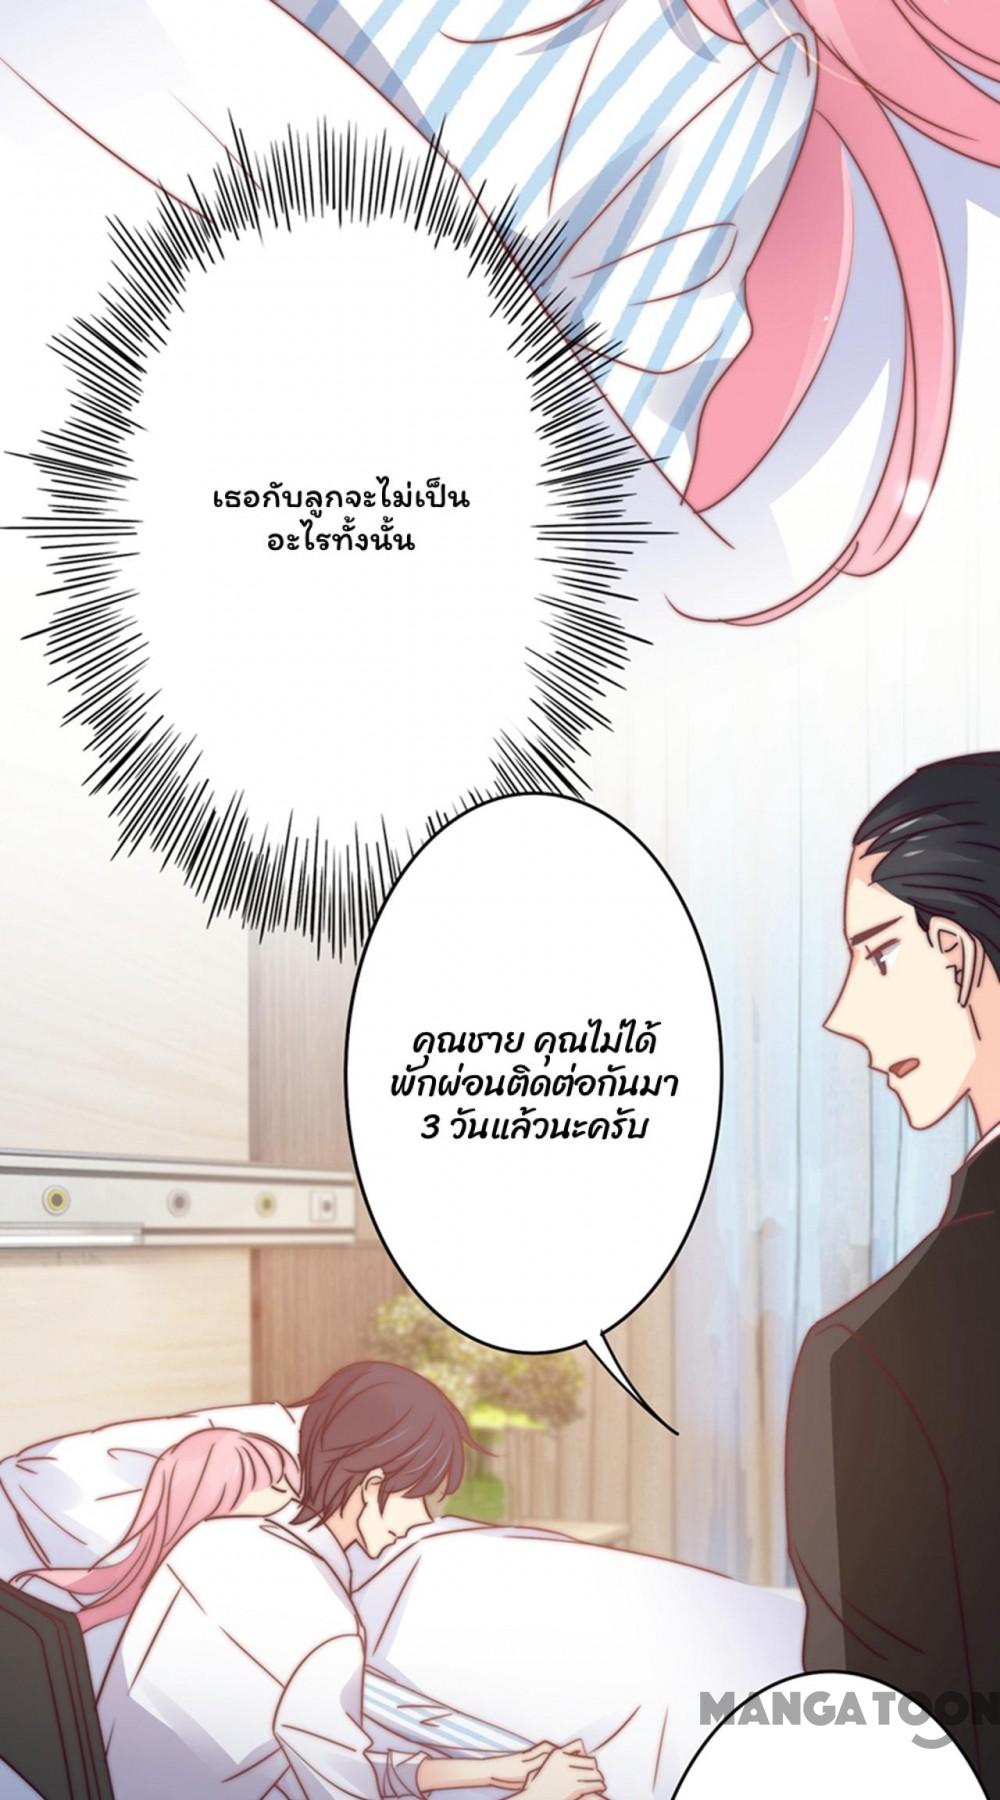 เธอกับลูกจะไม่เป็น
อะไรทั้งนั้น
คุณชาย คุณไม่ได้
พักผ่อนติดต่อกันมา
3 วันแล้วนะครับ
MANGATOON